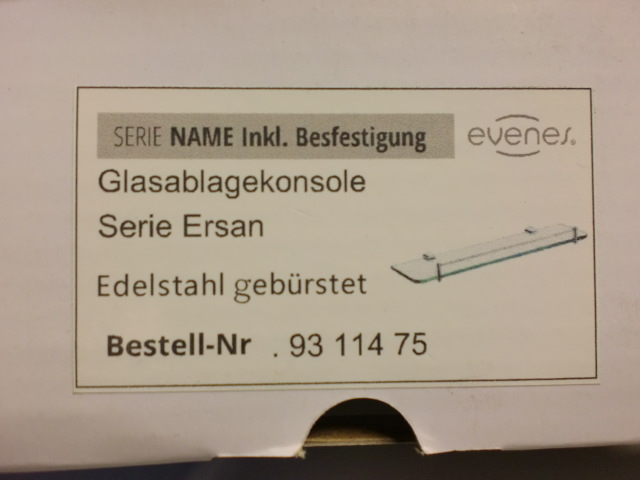 SERIE NAME Inkl. Besfestigung
evenes®
Glasablagekonsole
Serie Ersan
Edelstahl gebürstet
Bestell-Nr . 93 114 75